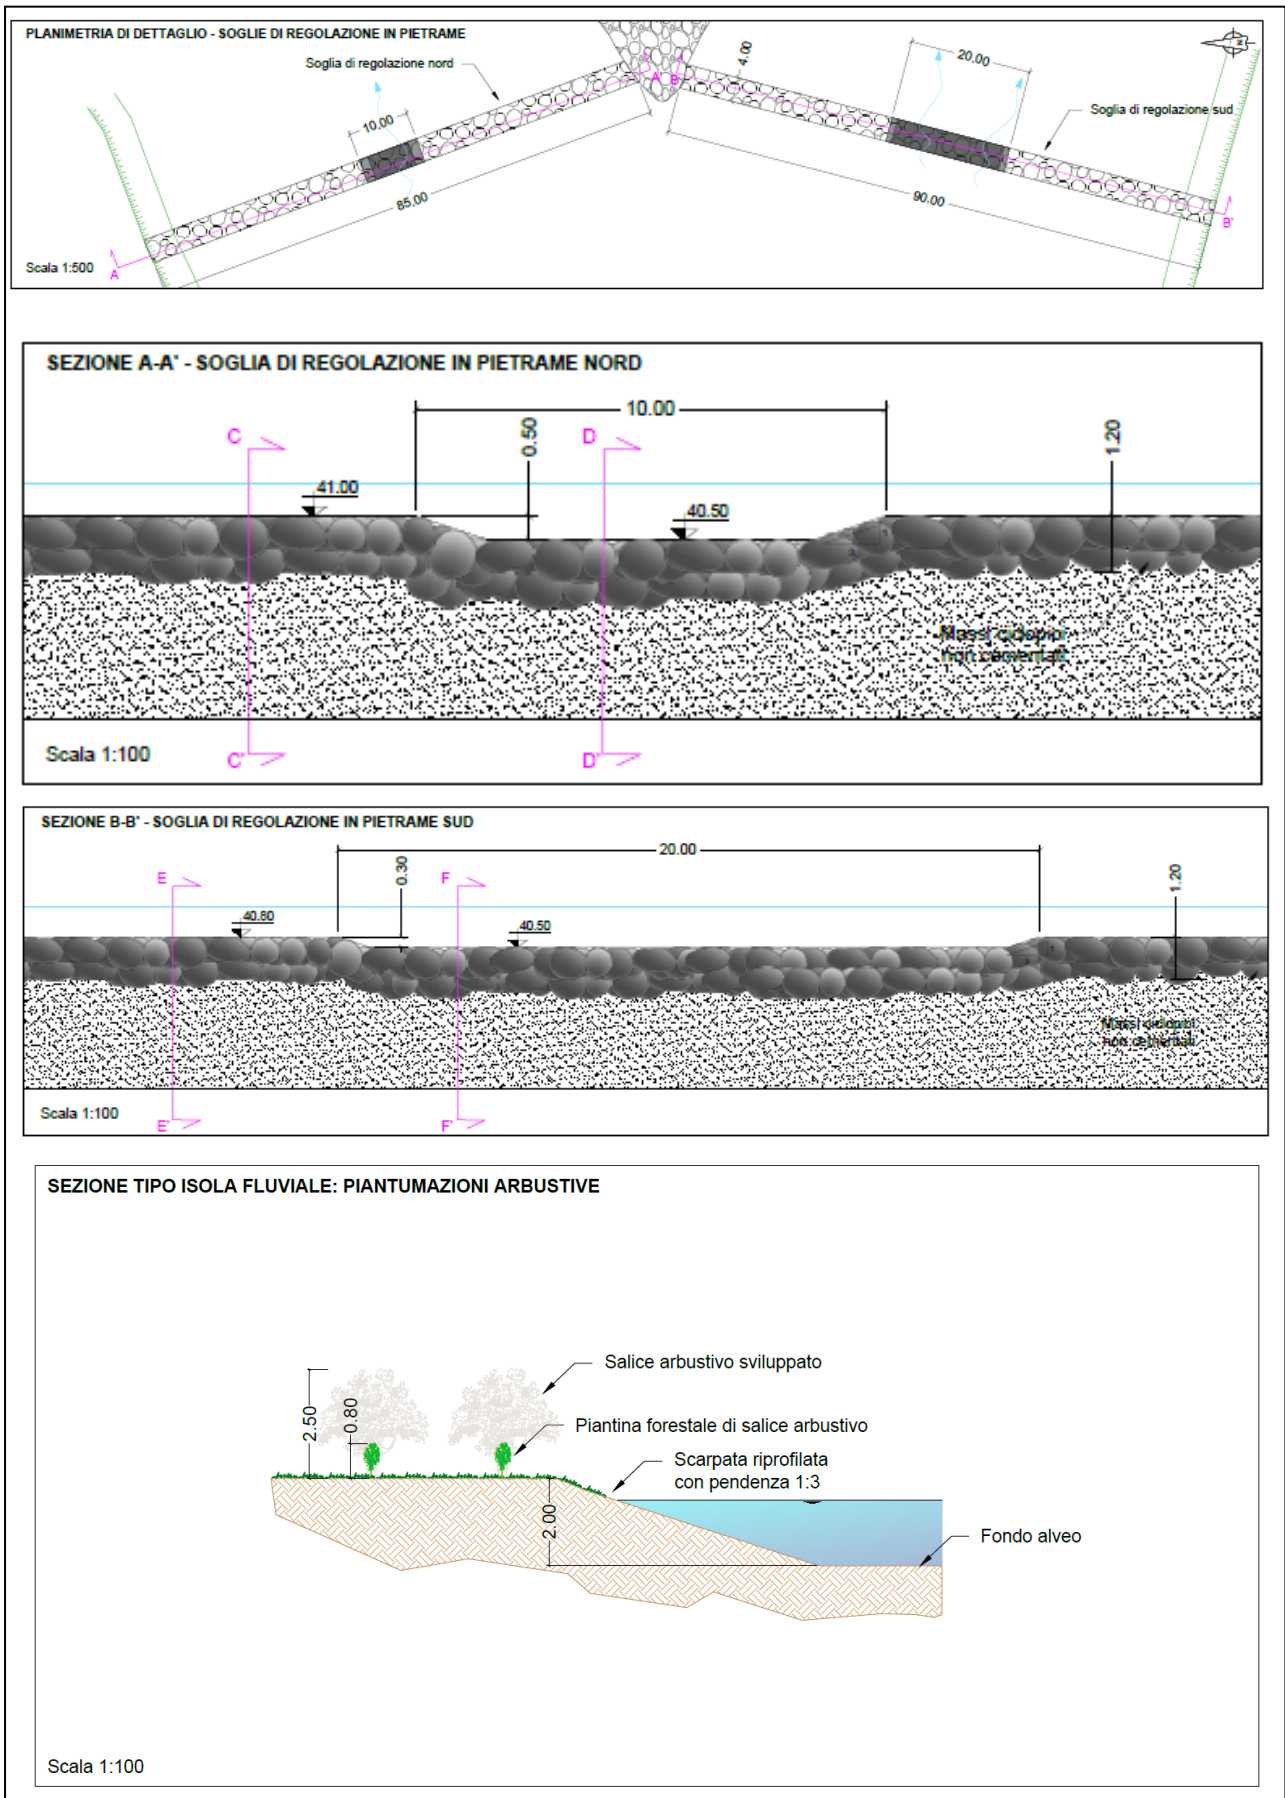 PLANIMETRIA DI DETTAGLIO - SOGLIE DI REGOLAZIONE IN PIETRAME
Soglia di regolazione nord
A'
B
4.00
20,00
N
Soglia di regolazione sud
10,00
85.00
90.00
B'
A
Scala 1:500
SEZIONE A-A' - SOGLIA DI REGOLAZIONE IN PIETRAME NORD
10.00
C
D
0.50
1.20
41.00
40.50
Massi ciclopici
non cementati
Scala 1:100
C'
D'
SEZIONE B-B' - SOGLIA DI REGOLAZIONE IN PIETRAME SUD
20.00
E
F
0.30
1.20
40.80
40.50
Massi ciclopici
non cementati
Scala 1:100
E'
F'
SEZIONE TIPO ISOLA FLUVIALE: PIANTUMAZIONI ARBUSTIVE
Salice arbustivo sviluppato
2.50
0.80
Piantina forestale di salice arbustivo
Scarpata riprofilata
con pendenza 1:3
2.00
Fondo alveo
Scala 1:100